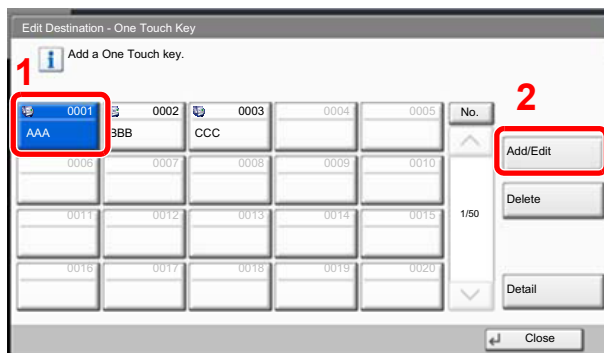 Edit Destination - One Touch Key
Add a One Touch key.
1
2
0001 0002 0003 0004 0005 No.
AAA BBB CCC
Add/Edit
0006 0007 0008 0009 0010
Delete
0011 0012 0013 0014 0015 1/50
0016 0017 0018 0019 0020
Detail
Close